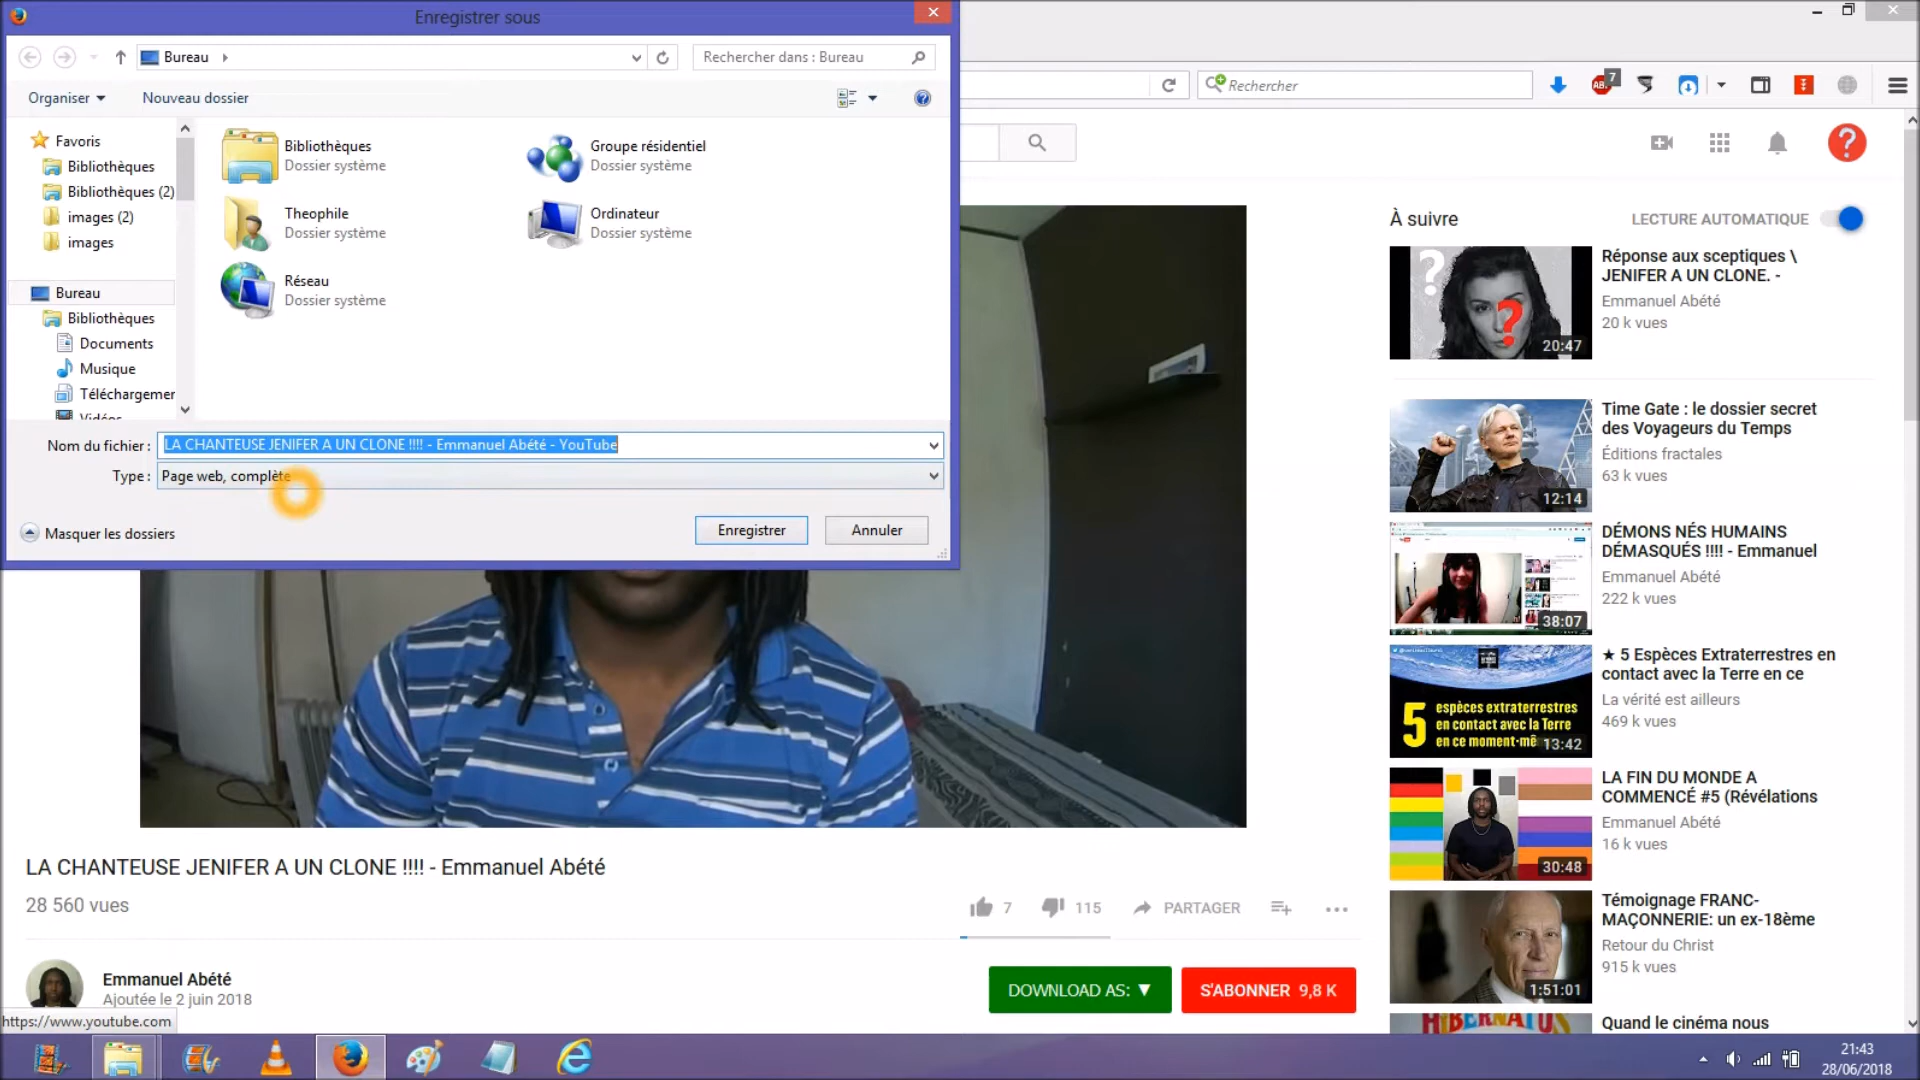 Enregistrer sous
Bureau
Rechercher dans : Bureau
Organiser
Nouveau dossier
Favoris
Bibliothèques
Bibliothèques (2)
images (2)
images
Bureau
Bibliothèques
Documents
Musique
Téléchargemer
Vidéos
Bibliothèques
Dossier système
Groupe résidentiel
Dossier système
Theophile
Dossier système
Ordinateur
Dossier système
Réseau
Dossier système
Nom du fichier :
LA CHANTEUSE JENIFER A UN CLONE !!!! - Emmanuel Abété - YouTube
Type :
Page web, complète
Masquer les dossiers
Enregistrer
Annuler
Rechercher
ABP
7
À suivre
LECTURE AUTOMATIQUE
20:47
Réponse aux sceptiques \
JENIFER A UN CLONE. -
Emmanuel Abété
20 k vues
12:14
Time Gate : le dossier secret
des Voyageurs du Temps
Éditions fractales
63 k vues
38:07
DÉMONS NÉS HUMAINS
DÉMASQUÉS !!!! - Emmanuel
Emmanuel Abété
222 k vues
5 espèces extraterrestres
en contact avec la Terre
en ce moment-mê
13:42
★ 5 Espèces Extraterrestres en
contact avec la Terre en ce
La vérité est ailleurs
469 k vues
30:48
LA FIN DU MONDE A
COMMENCÉ #5 (Révélations
Emmanuel Abété
16 k vues
1:51:01
Témoignage FRANC-
MAÇONNERIE: un ex-18ème
Retour du Christ
915 k vues
HIBERNATUS
Quand le cinéma nous
LA CHANTEUSE JENIFER A UN CLONE !!!! - Emmanuel Abété
28 560 vues
7
115
PARTAGER
Emmanuel Abété
Ajoutée le 2 juin 2018
DOWNLOAD AS: ▼
S'ABONNER 9,8 K
https://www.youtube.com
21:43
28/06/2018